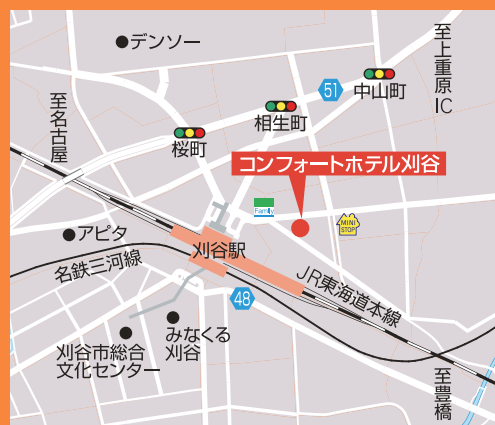 デンソー
至上重原IC
51
中山町
至名古屋
相生町
桜町
コンフォートホテル刈谷
Family
MINI
STOP
アピタ
刈谷駅
名鉄三河線
JR東海道本線
48
みなくる
刈谷
刈谷市総合
文化センター
至豊橋